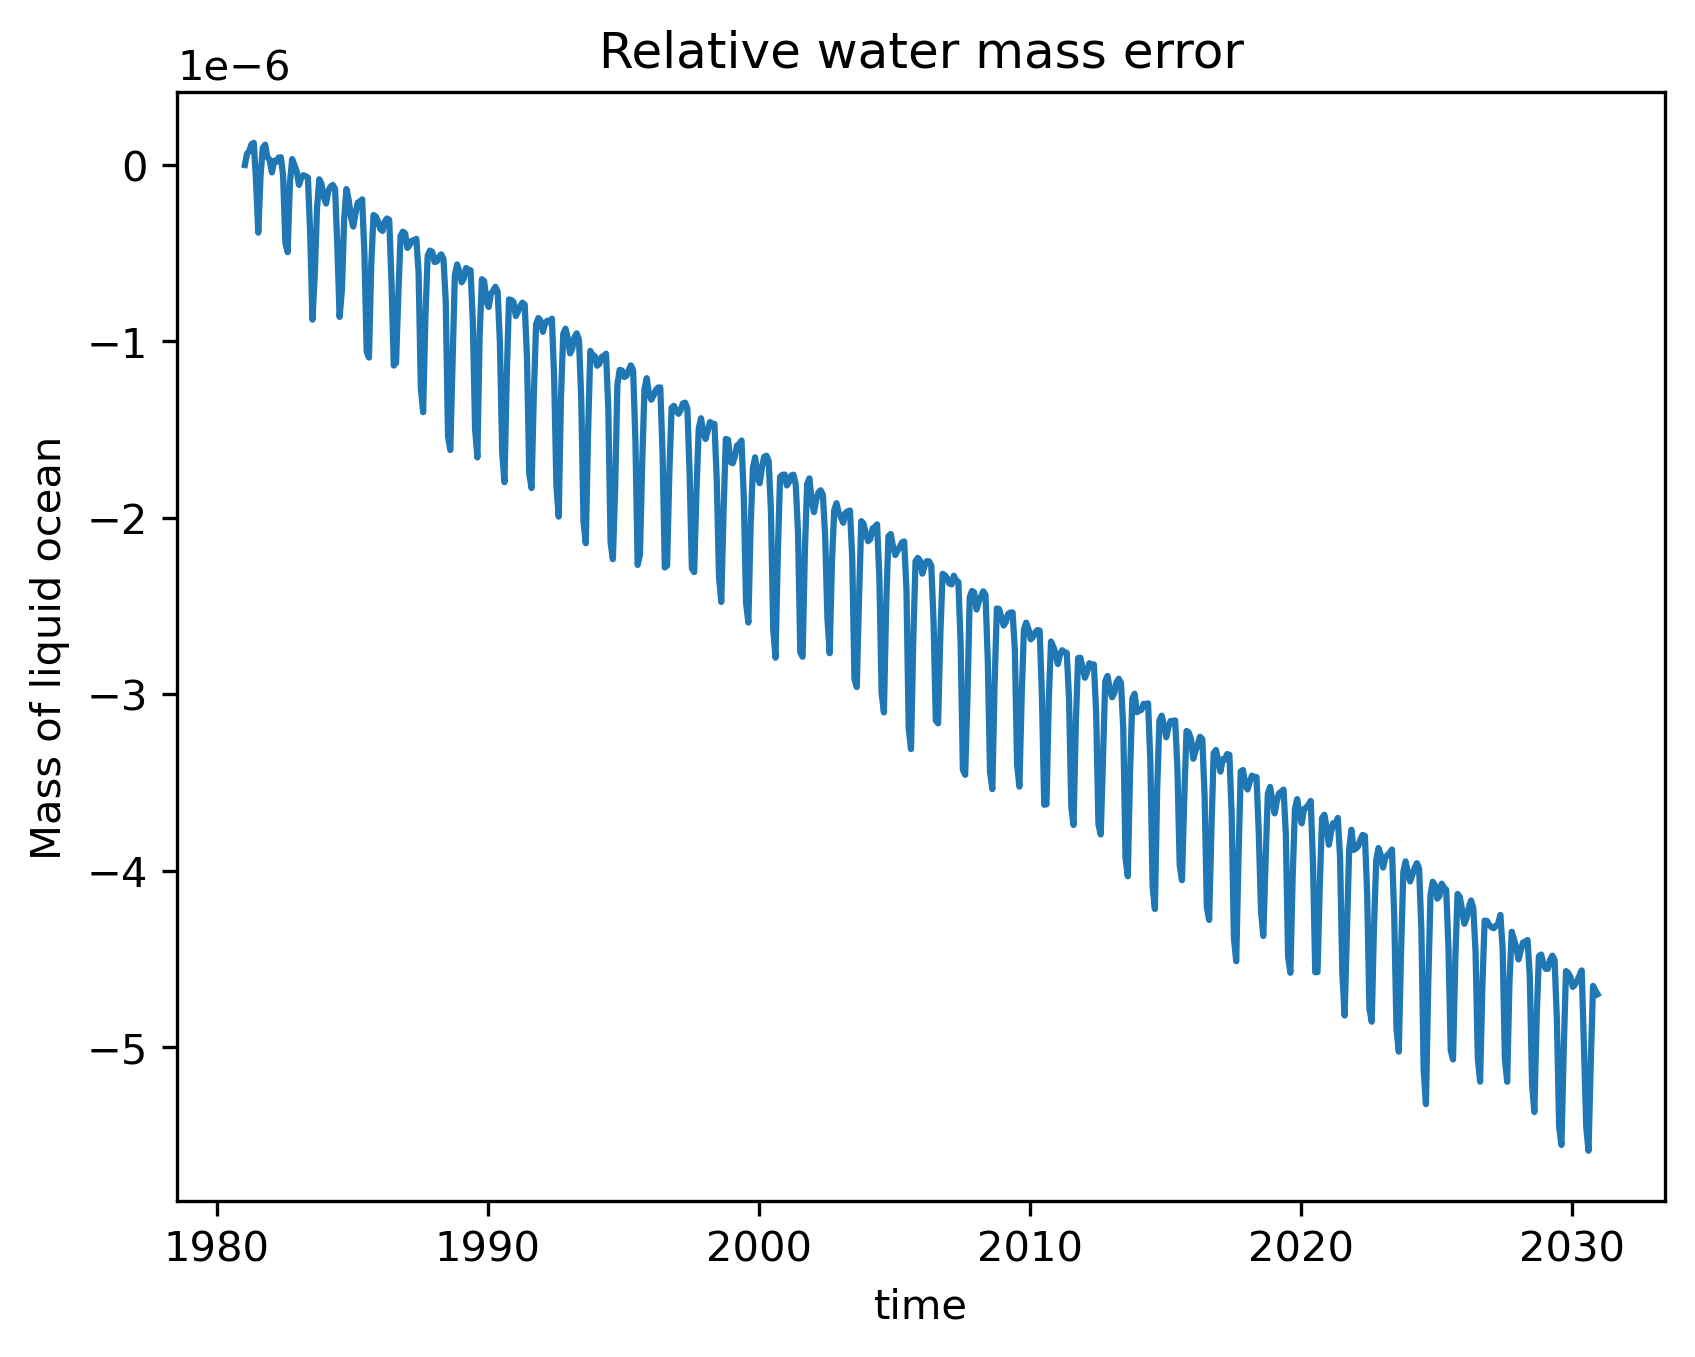 Relative water mass error
1e−6
0
−1
−2
−3
−4
−5
Mass of liquid ocean
1980 1990 2000 2010 2020 2030
time